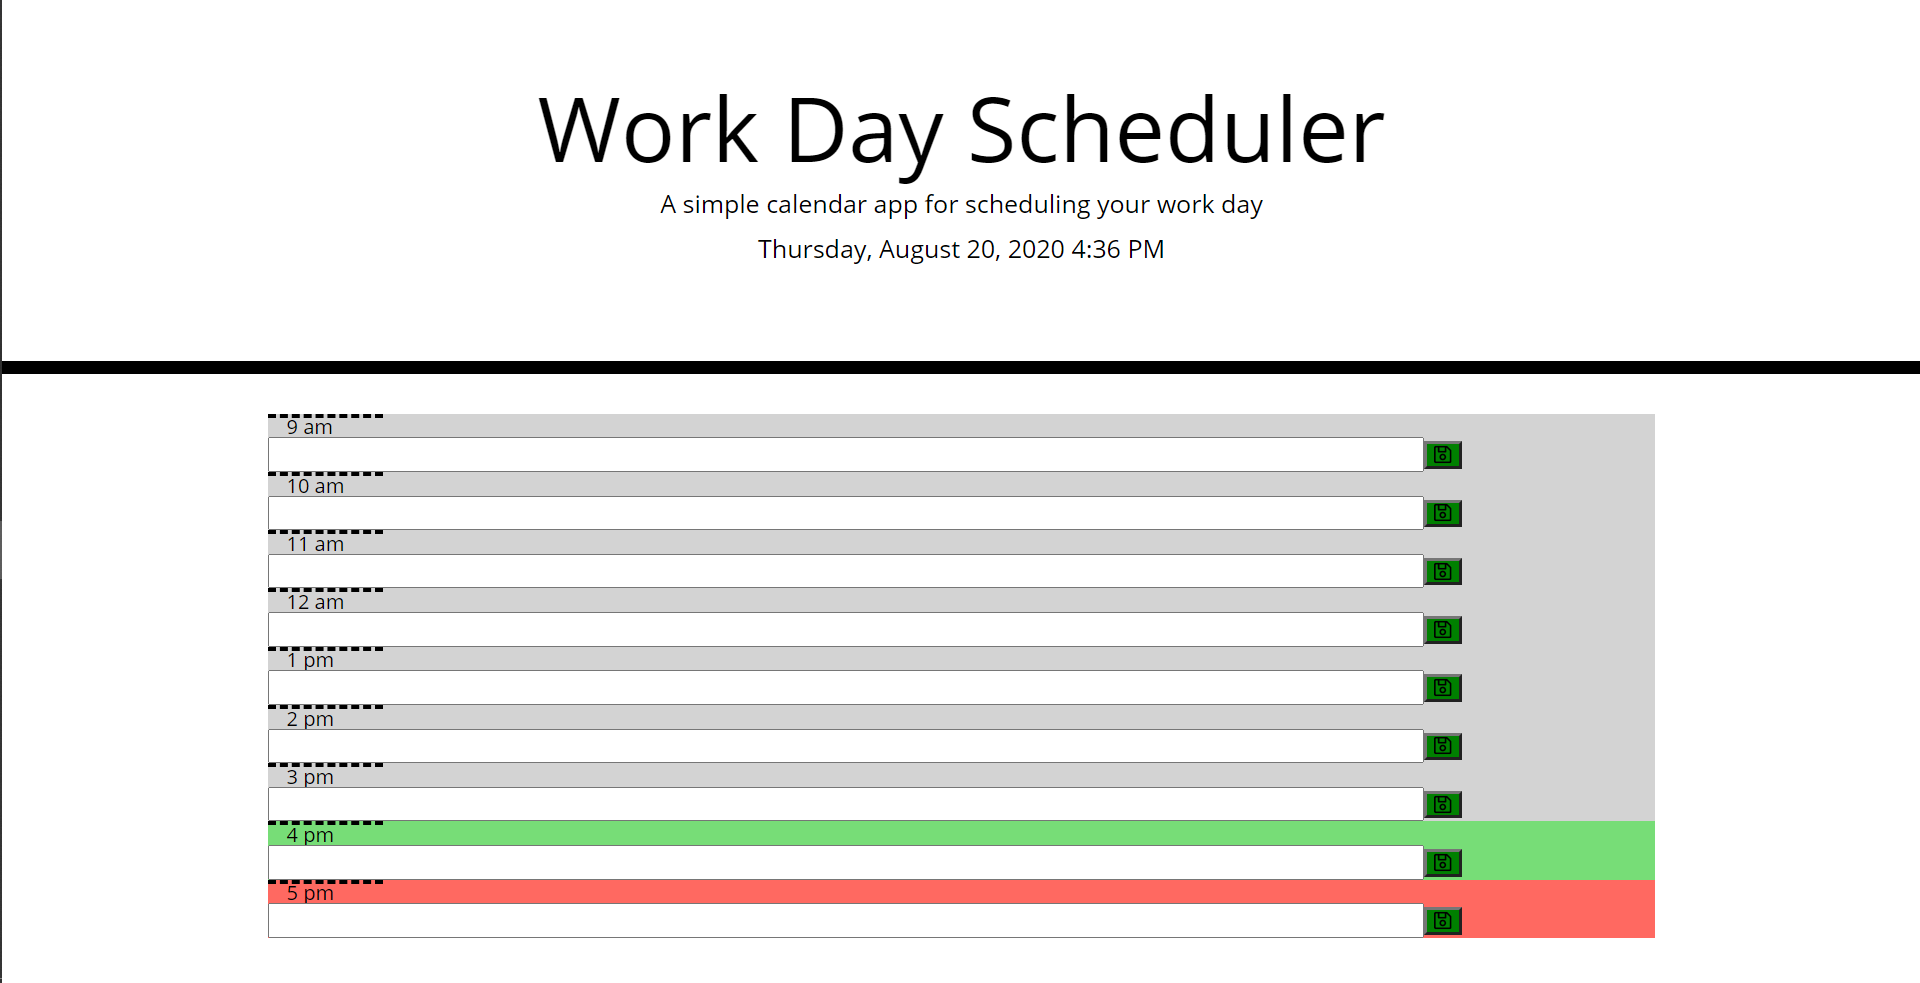 Work Day Scheduler
A simple calendar app for scheduling your work day
Thursday, August 20, 2020 4:36 PM
9 am
10 am
11 am
12 am
1 pm
2 pm
3 pm
4 pm
5 pm